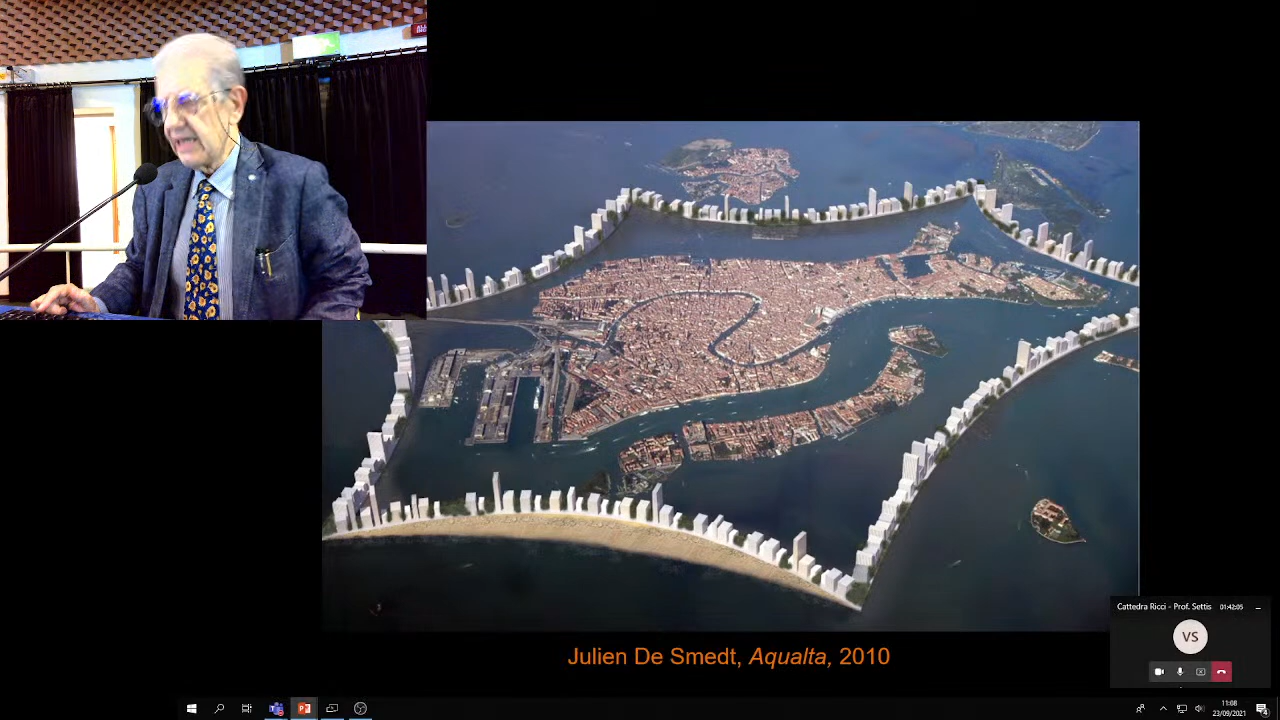 Julien De Smedt, Aqualta, 2010
Cattedra Ricci - Prof. Settis 01:42:05
VS
11:08
23/09/2021